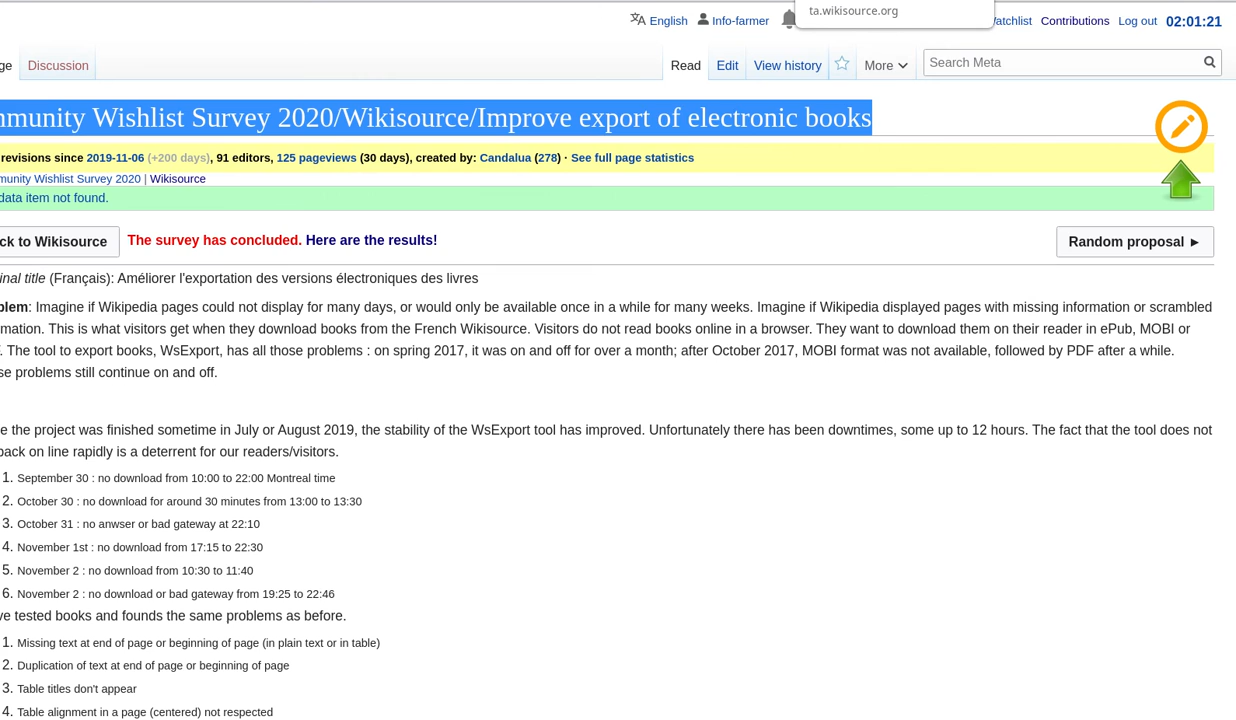 ta.wikisource.org
English Info-farmer Contributions Log out 02:01:21
Discussion Read Edit View history More Search Meta
Wishlist Survey 2020/Wikisource/Improve export of electronic books
revisions since 2019-11-06 (+200 days), 91 editors, 125 pageviews (30 days), created by: Candalua (278) · See full page statistics
Wishlist Survey 2020 | Wikisource
data item not found.
to Wikisource The survey has concluded. Here are the results! Random proposal ►
title (Français): Améliorer l'exportation des versions électroniques des livres
: Imagine if Wikipedia pages could not display for many days, or would only be available once in a while for many weeks. Imagine if Wikipedia displayed pages with missing information or scrambled
This is what visitors get when they download books from the French Wikisource. Visitors do not read books online in a browser. They want to download them on their reader in ePub, MOBI or
The tool to export books, WsExport, has all those problems : on spring 2017, it was on and off for over a month; after October 2017, MOBI format was not available, followed by PDF after a while.
problems still continue on and off.
the project was finished sometime in July or August 2019, the stability of the WsExport tool has improved. Unfortunately there has been downtimes, some up to 12 hours. The fact that the tool does not
back on line rapidly is a deterrent for our readers/visitors.
1. September 30 : no download from 10:00 to 22:00 Montreal time
2. October 30 : no download for around 30 minutes from 13:00 to 13:30
3. October 31 : no anwser or bad gateway at 22:10
4. November 1st : no download from 17:15 to 22:30
5. November 2 : no download from 10:30 to 11:40
6. November 2 : no download or bad gateway from 19:25 to 22:46
tested books and founds the same problems as before.
1. Missing text at end of page or beginning of page (in plain text or in table)
2. Duplication of text at end of page or beginning of page
3. Table titles don't appear
4. Table alignment in a page (centered) not respected